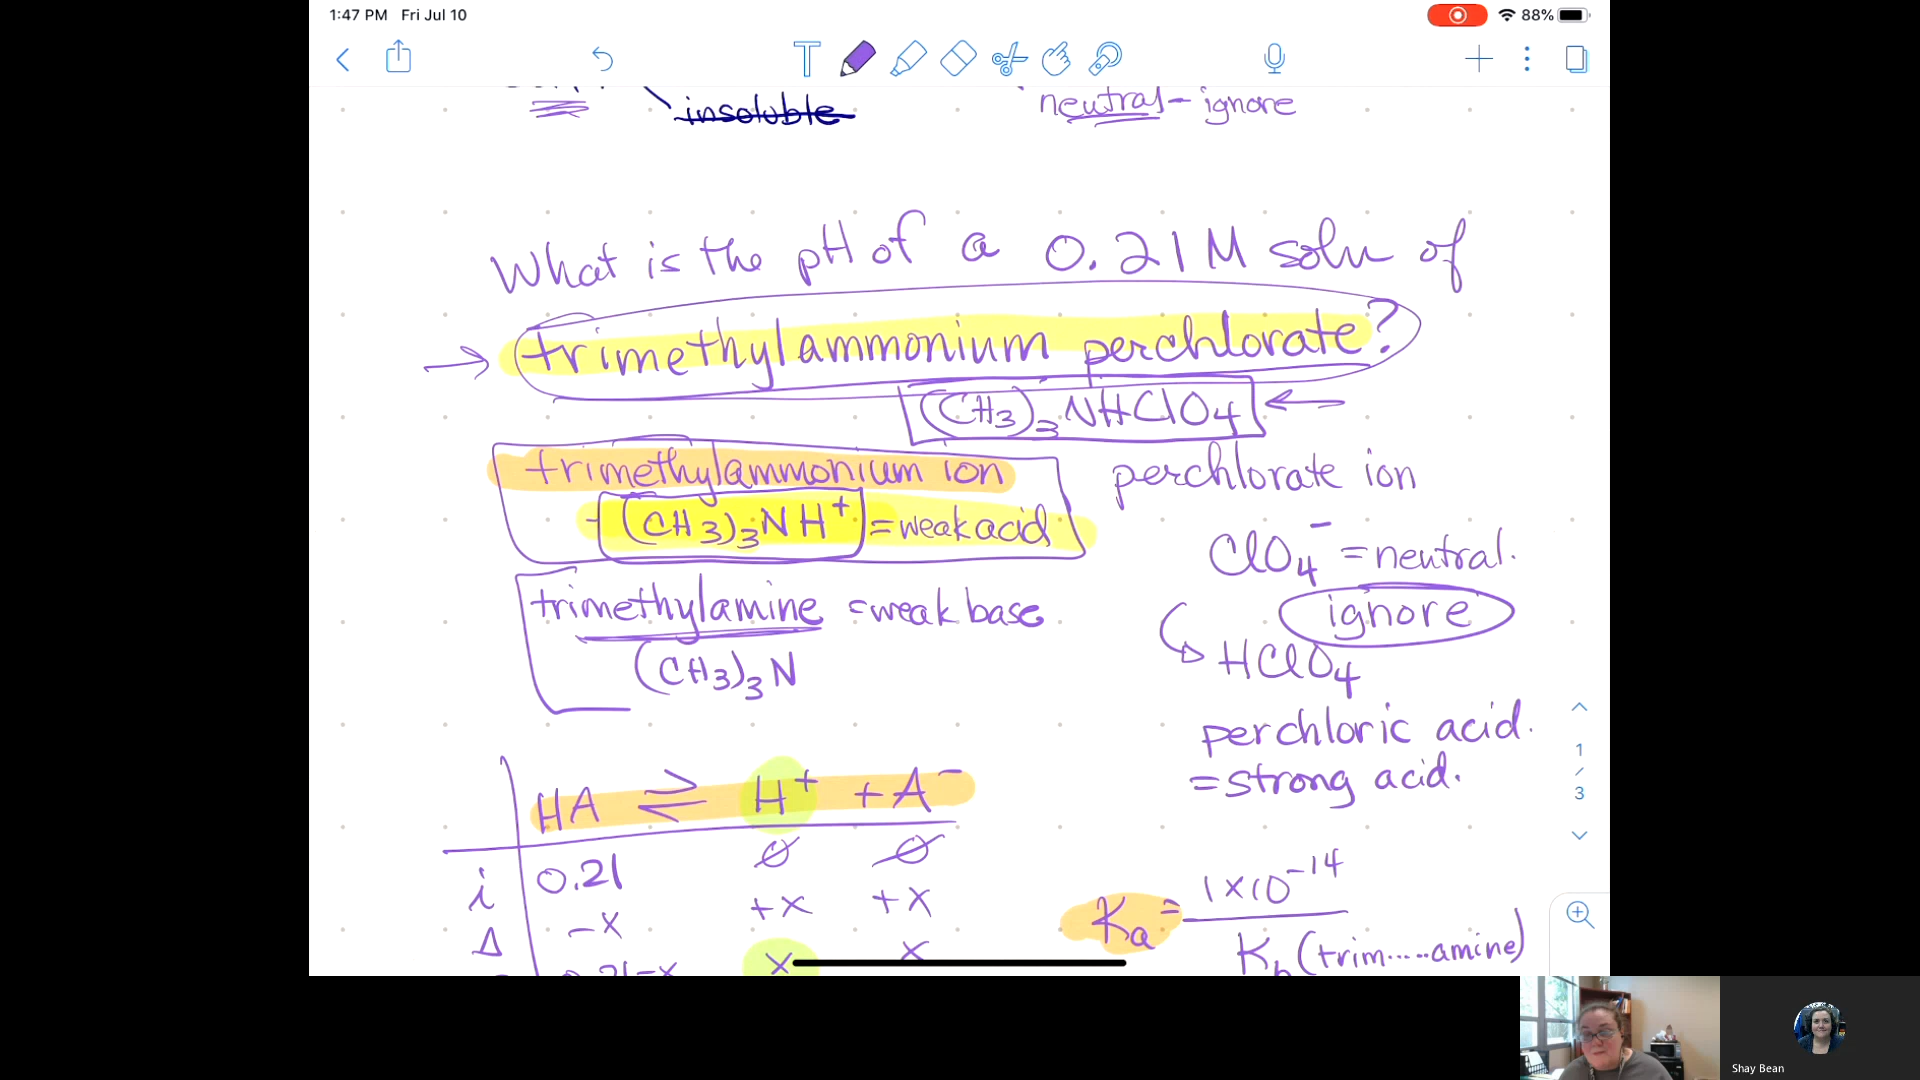 1:47 PM Fri Jul 10
88%
insoluble
neutral - ignore
What is the pH of a 0.21 M soln of
trimethylammonium perchlorate?
(CH3)3NHClO4
trimethylammonium ion
(CH3)3NH+ = weak acid
perchlorate ion
ClO4- = neutral.
ignore
trimethylamine = weak base
(CH3)3N
HClO4
perchloric acid.
= strong acid.
HA ⇌ H+ + A-
i 0.21 ∅ ∅
Δ -x +x +x
0.21-x x x
Ka = 1 x 10-14
Kb (trim.....amine)
1
/
3
Shay Bean